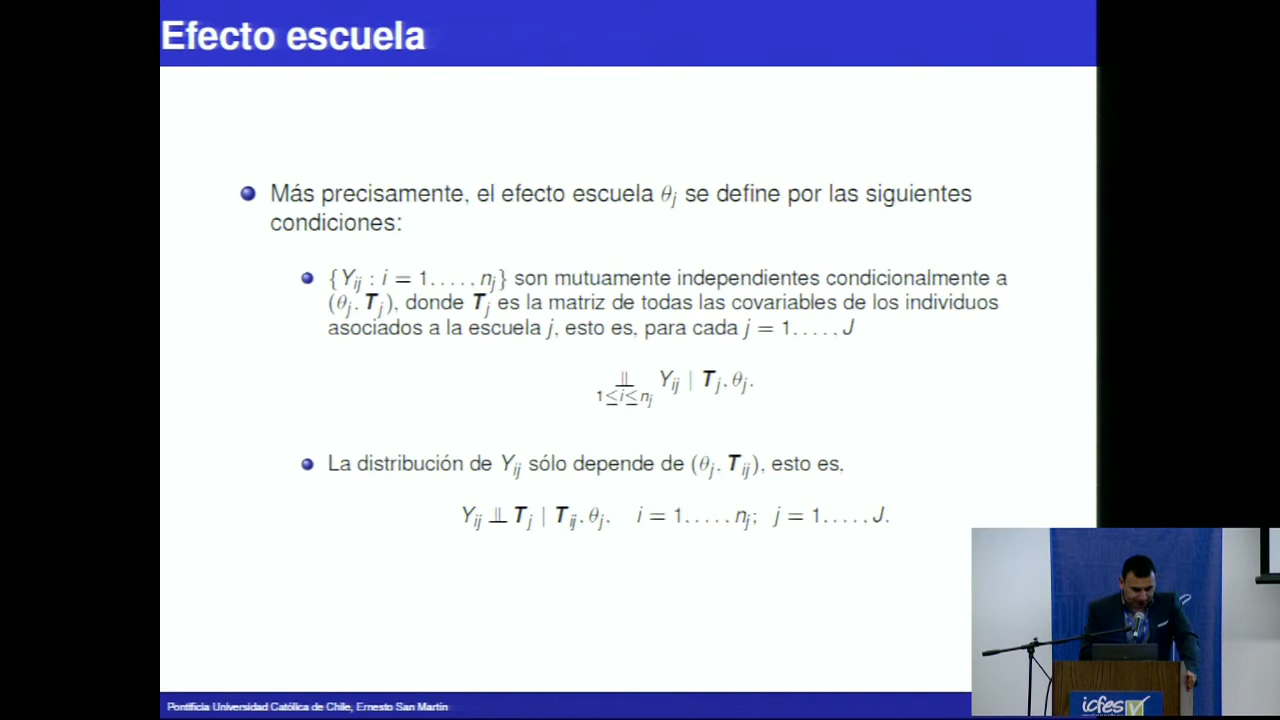 Efecto escuela
Más precisamente, el efecto escuela θj se define por las siguientes
condiciones:
{Yij : i = 1. . . . . nj} son mutuamente independientes condicionalmente a
(θj. Tj), donde Tj es la matriz de todas las covariables de los individuos
asociados a la escuela j, esto es, para cada j = 1. . . . . J
⫫ Yij | Tj. θj.
1≤i≤nj
La distribución de Yij sólo depende de (θj. Tij), esto es,
Yij ⫫ Tj | Tij. θj. i = 1. . . . . nj; j = 1. . . . . J.
Pontificia Universidad Católica de Chile, Ernesto San Martín
icfes